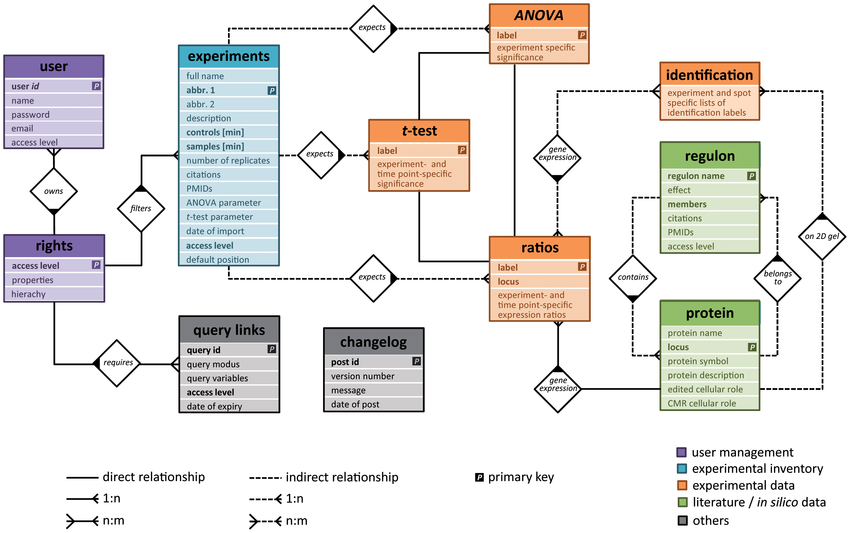 user
user id P
name
password
email
access level
owns
rights
access level P
properties
hierachy
filters
requires
experiments
full name
abbr. 1 P
abbr. 2
description
controls [min]
samples [min]
number of replicates
citations
PMIDs
ANOVA parameter
t-test parameter
date of import
access level
default position
query links
query id P
query modus
query variables
access level
date of expiry
changelog
post id P
version number
message
date of post
expects
expects
expects
ANOVA
label P
experiment specific
significance
t-test
label P
experiment- and
time point-specific
significance
ratios
label P
locus
experiment- and
time point-specific
expression ratios
gene
expression
gene
expression
identification
experiment and spot
specific lists of
identification labels
regulon
regulon name P
effect
members
citations
PMIDs
access level
contains
belongs
to
on 2D gel
protein
protein name
locus P
protein symbol
protein description
edited cellular role
CMR cellular role
direct relationship
1:n
n:m
indirect relationship
1:n
n:m
P primary key
user management
experimental inventory
experimental data
literature / in silico data
others